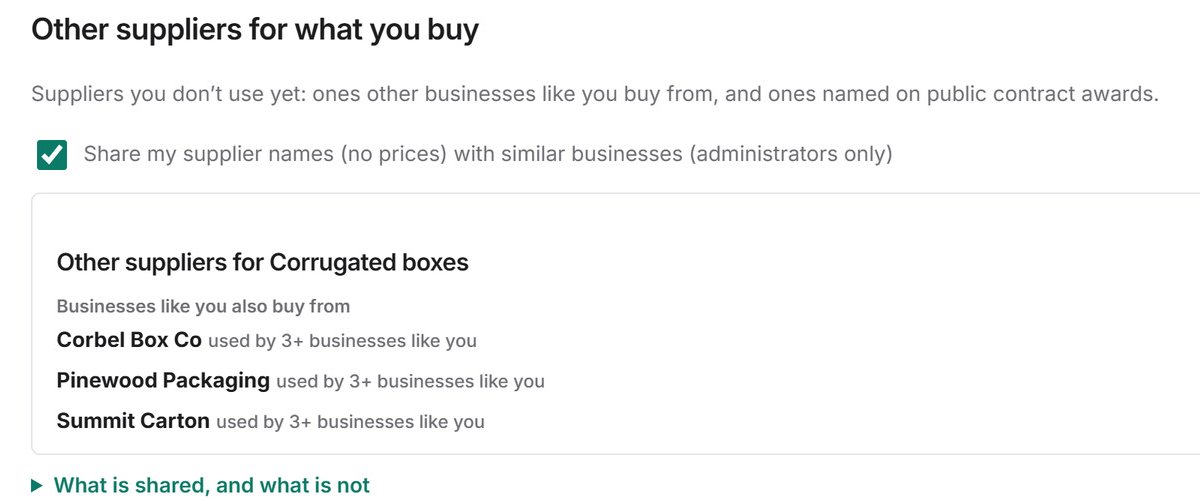 Other suppliers for what you buy
Suppliers you don’t use yet: ones other businesses like you buy from, and ones named on public contract awards.
Share my supplier names (no prices) with similar businesses (administrators only)
Other suppliers for Corrugated boxes
Businesses like you also buy from
Corbel Box Co used by 3+ businesses like you
Pinewood Packaging used by 3+ businesses like you
Summit Carton used by 3+ businesses like you
What is shared, and what is not